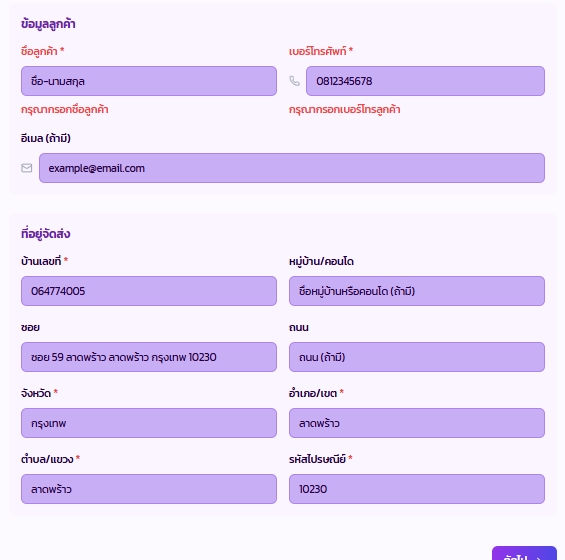 ข้อมูลลูกค้า
ชื่อลูกค้า * เบอร์โทรศัพท์ *
ชื่อ-นามสกุล 0812345678
กรุณากรอกชื่อลูกค้า กรุณากรอกเบอร์โทรลูกค้า
อีเมล (ถ้ามี)
example@email.com
ที่อยู่จัดส่ง
บ้านเลขที่ * หมู่บ้าน/คอนโด
064774005 ชื่อหมู่บ้านหรือคอนโด (ถ้ามี)
ซอย ถนน
ซอย 59 ลาดพร้าว ลาดพร้าว กรุงเทพ 10230 ถนน (ถ้ามี)
จังหวัด * อำเภอ/เขต *
กรุงเทพ ลาดพร้าว
ตำบล/แขวง * รหัสไปรษณีย์ *
ลาดพร้าว 10230